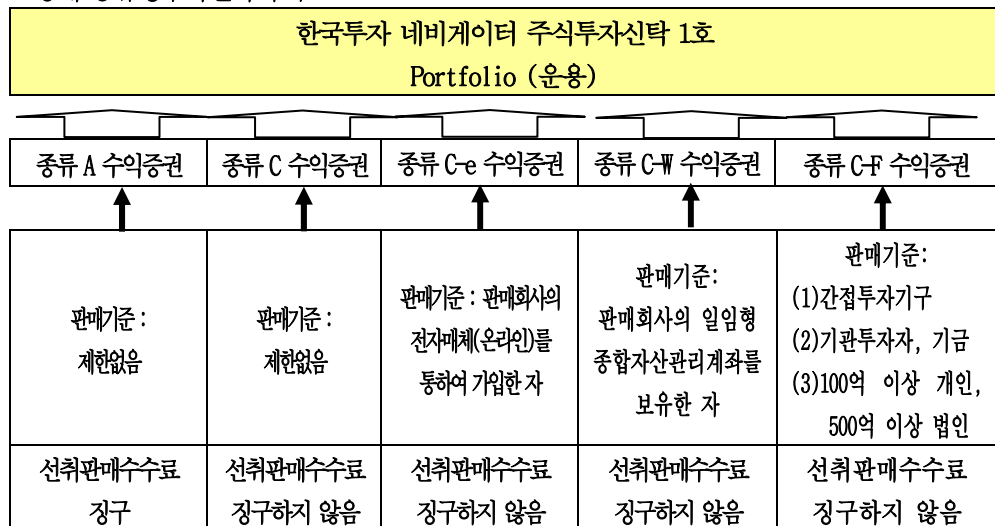 한국투자 네비게이터 주식투자신탁 1호
Portfolio (운용)
종류 A 수익증권
종류 C 수익증권
종류 C-e 수익증권
종류 C-W 수익증권
종류 C-F 수익증권
판매기준 :
제한없음
판매기준 :
제한없음
판매기준 : 판매회사의
전자매체(온라인)를
통하여 가입한 자
판매기준:
판매회사의 일임형
종합자산관리계좌를
보유한 자
판매기준:
(1)간접투자기구
(2)기관투자자, 기금
(3)100억 이상 개인,
500억 이상 법인
선취판매수수료
징구
선취판매수수료
징구하지 않음
선취판매수수료
징구하지 않음
선취판매수수료
징구하지 않음
선취판매수수료
징구하지 않음